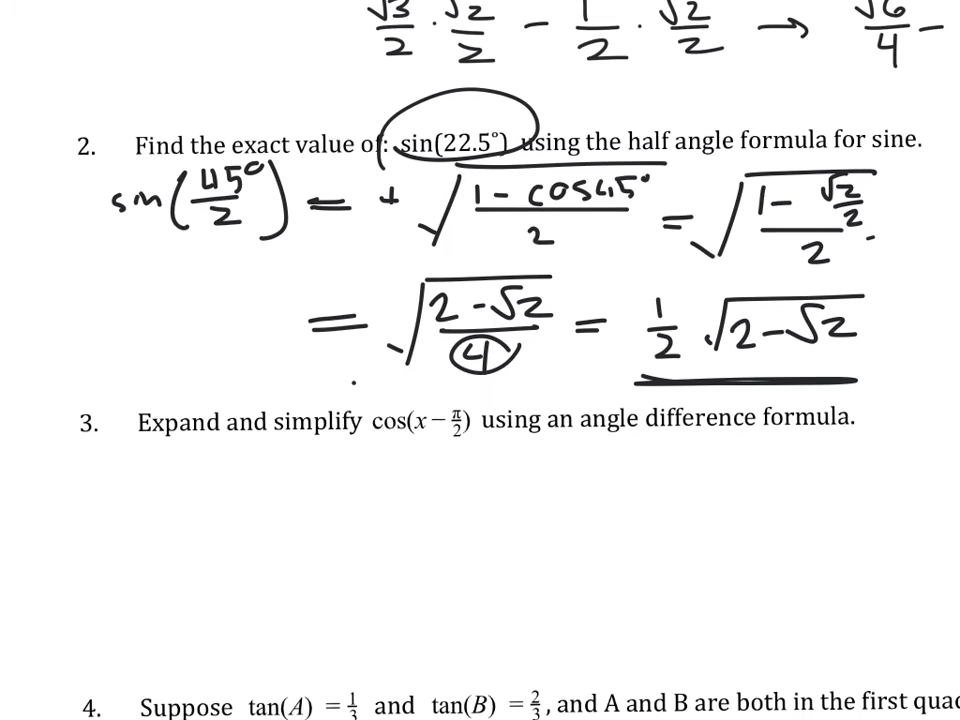 √3/2 · √2/2 − 1/2 · √2/2 → √6/4 −
2. Find the exact value of: sin(22.5°) using the half angle formula for sine.
sin(45°/2) = + √((1 - cos45°)/2) = √((1 - √2/2)/2)
= √((2 - √2)/4) = 1/2 √(2 - √2)
3. Expand and simplify cos(x − π/2) using an angle difference formula.
4. Suppose tan(A) = 1/3 and tan(B) = 2/3, and A and B are both in the first quad